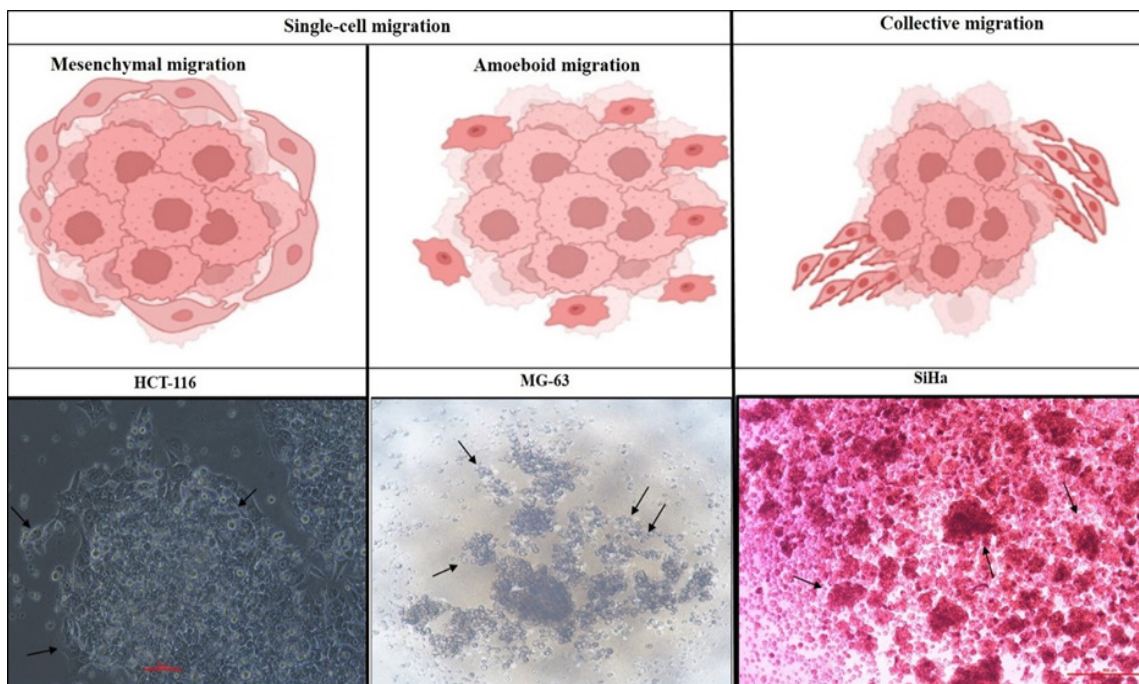 Single-cell migration
Collective migration
Mesenchymal migration
Amoeboid migration
HCT-116
MG-63
SiHa